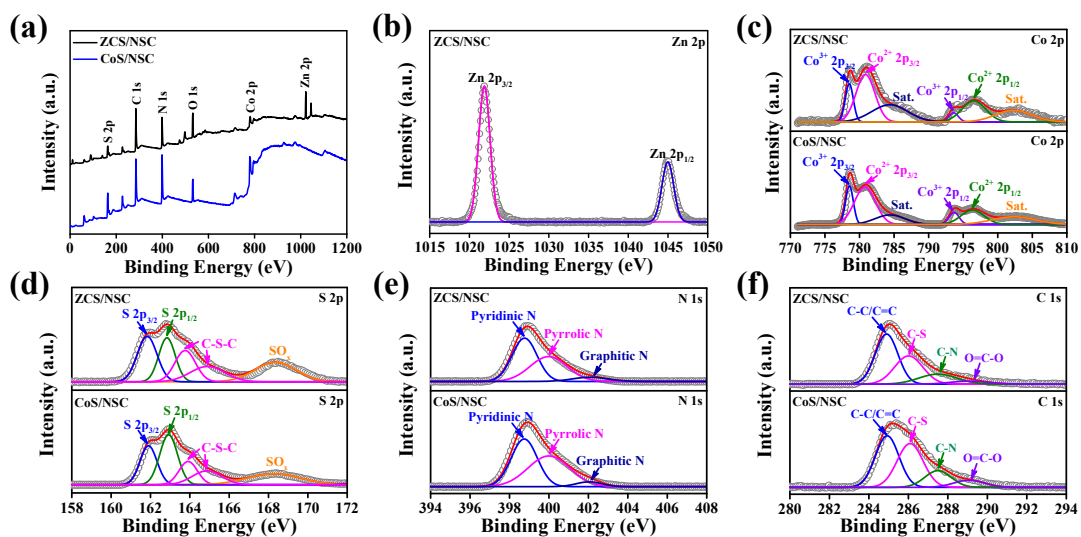 (a)
ZCS/NSC
CoS/NSC
S 2p
C 1s
N 1s
O 1s
Co 2p
Zn 2p
Intensity (a.u.)
0 200 400 600 800 1000 1200
Binding Energy (eV)
(b)
ZCS/NSC
Zn 2p
Zn 2p3/2
Zn 2p1/2
Intensity (a.u.)
1015 1020 1025 1030 1035 1040 1045 1050
Binding Energy (eV)
(c)
ZCS/NSC
Co 2p
Co3+ 2p3/2
Co2+ 2p3/2
Sat.
Co3+ 2p1/2
Co2+ 2p1/2
Sat.
CoS/NSC
Co 2p
Co3+ 2p3/2
Co2+ 2p3/2
Sat.
Co3+ 2p1/2
Co2+ 2p1/2
Sat.
Intensity (a.u.)
770 775 780 785 790 795 800 805 810
Binding Energy (eV)
(d)
ZCS/NSC
S 2p
S 2p3/2
S 2p1/2
C-S-C
SOx
CoS/NSC
S 2p
S 2p3/2
S 2p1/2
C-S-C
SOx
Intensity (a.u.)
158 160 162 164 166 168 170 172
Binding Energy (eV)
(e)
ZCS/NSC
N 1s
Pyridinic N
Pyrrolic N
Graphitic N
CoS/NSC
N 1s
Pyridinic N
Pyrrolic N
Graphitic N
Intensity (a.u.)
394 396 398 400 402 404 406 408
Binding Energy (eV)
(f)
ZCS/NSC
C 1s
C-C/C=C
C-S
C-N
O=C-O
CoS/NSC
C 1s
C-C/C=C
C-S
C-N
O=C-O
Intensity (a.u.)
280 282 284 286 288 290 292 294
Binding Energy (eV)